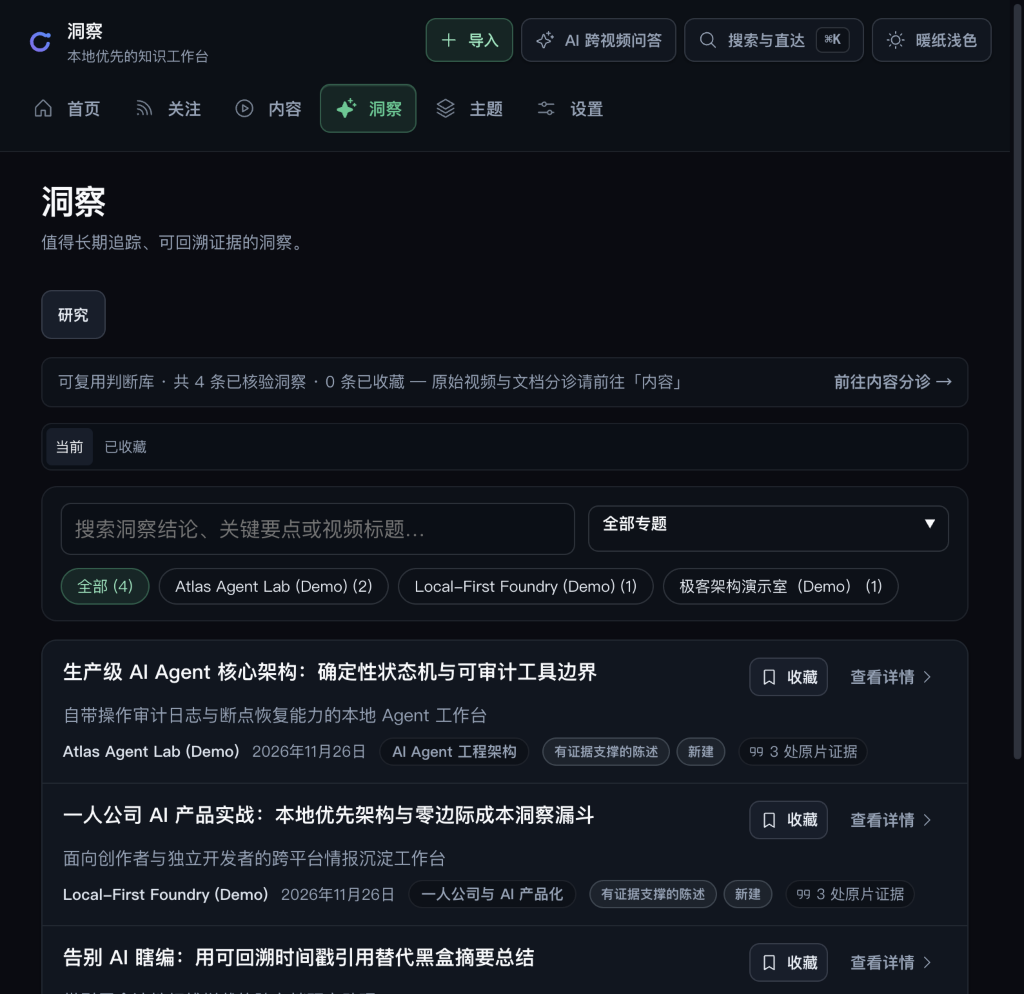 洞察
本地优先的知识工作台
导入
AI 跨视频问答
搜索与直达 ⌘K
暖纸浅色
首页 关注 内容 洞察 主题 设置
洞察
值得长期追踪、可回溯证据的洞察。
研究
可复用判断库 · 共 4 条已核验洞察 · 0 条已收藏 — 原始视频与文档分诊请前往「内容」 前往内容分诊 →
当前 已收藏
搜索洞察结论、关键要点或视频标题... 全部专题 ▼
全部 (4) Atlas Agent Lab (Demo) (2) Local-First Foundry (Demo) (1) 极客架构演示室（Demo） (1)
生产级 AI Agent 核心架构：确定性状态机与可审计工具边界 收藏 查看详情
自带操作审计日志与断点恢复能力的本地 Agent 工作台
Atlas Agent Lab (Demo) 2026年11月26日 AI Agent 工程架构 有证据支撑的陈述 新建 3 处原片证据
一人公司 AI 产品实战：本地优先架构与零边际成本洞察漏斗 收藏 查看详情
面向创作者与独立开发者的跨平台情报沉淀工作台
Local-First Foundry (Demo) 2026年11月26日 一人公司与 AI 产品化 有证据支撑的陈述 新建 3 处原片证据
告别 AI 瞎编：用可回溯时间戳引用替代黑盒摘要总结 收藏 查看详情